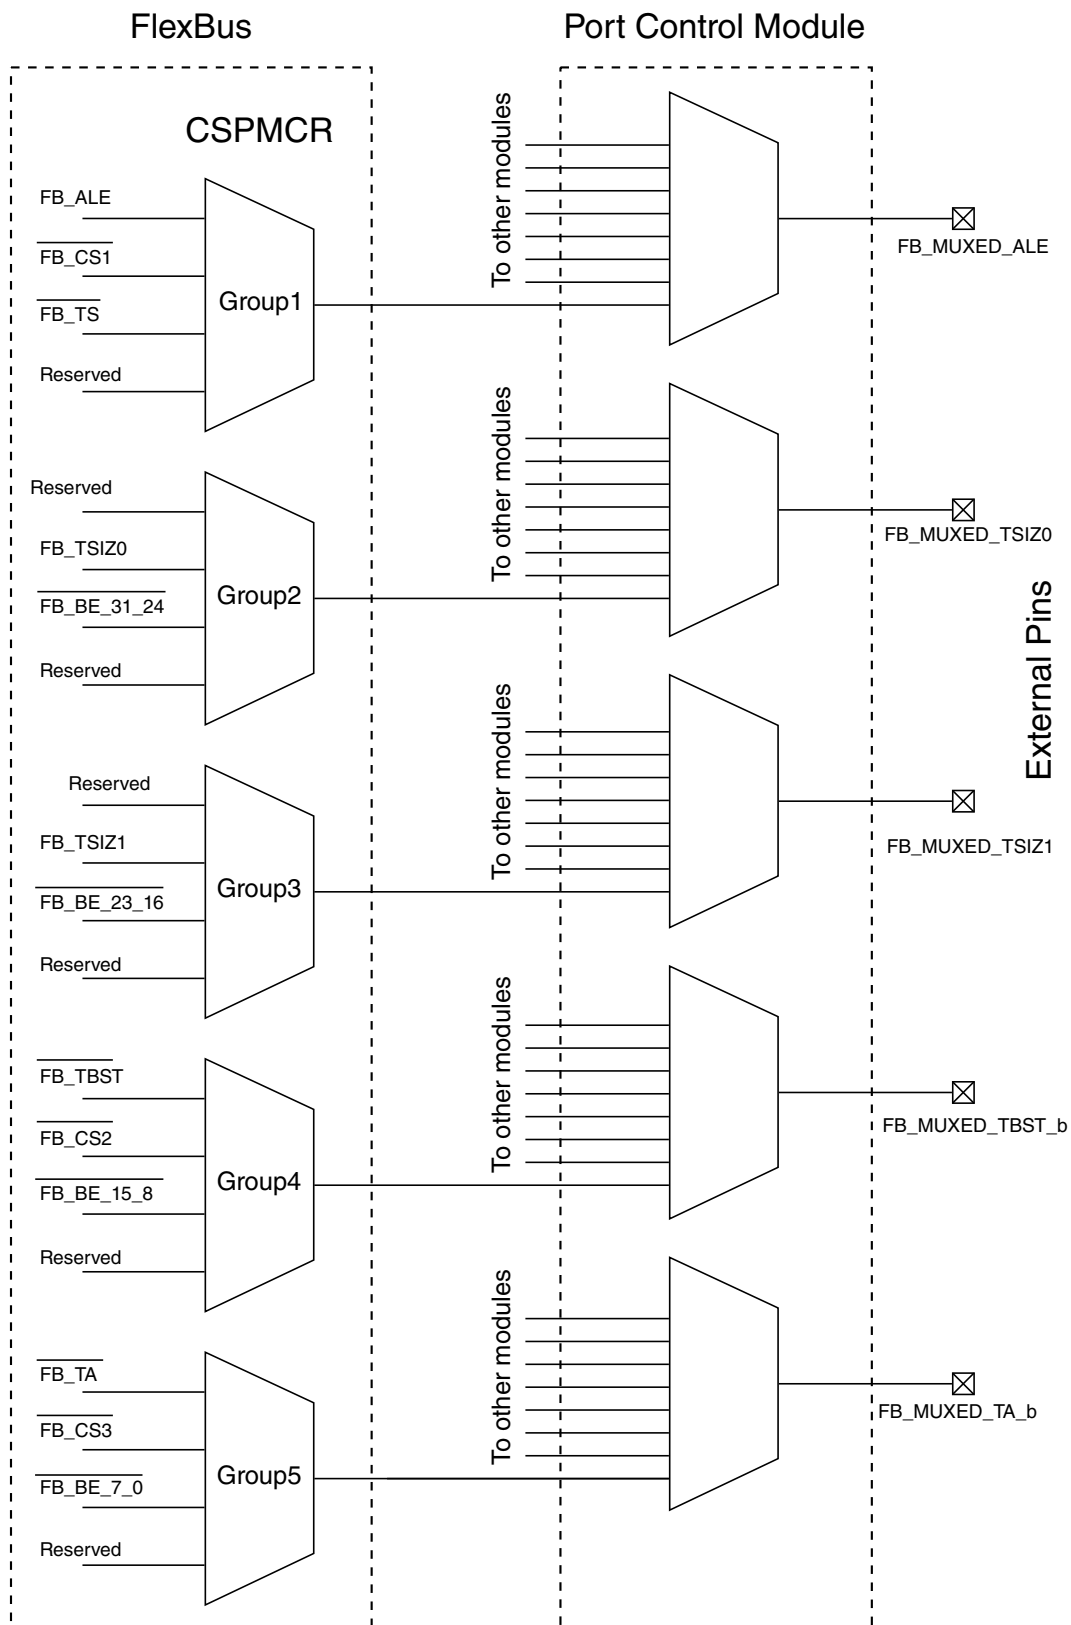 FlexBus
Port Control Module
CSPMCR
FB_ALE
FB_CS1
FB_TS
Reserved
Group1
To other modules
FB_MUXED_ALE
Reserved
FB_TSIZ0
FB_BE_31_24
Reserved
Group2
To other modules
FB_MUXED_TSIZ0
External Pins
Reserved
FB_TSIZ1
FB_BE_23_16
Reserved
Group3
To other modules
FB_MUXED_TSIZ1
FB_TBST
FB_CS2
FB_BE_15_8
Reserved
Group4
To other modules
FB_MUXED_TBST_b
FB_TA
FB_CS3
FB_BE_7_0
Reserved
Group5
To other modules
FB_MUXED_TA_b